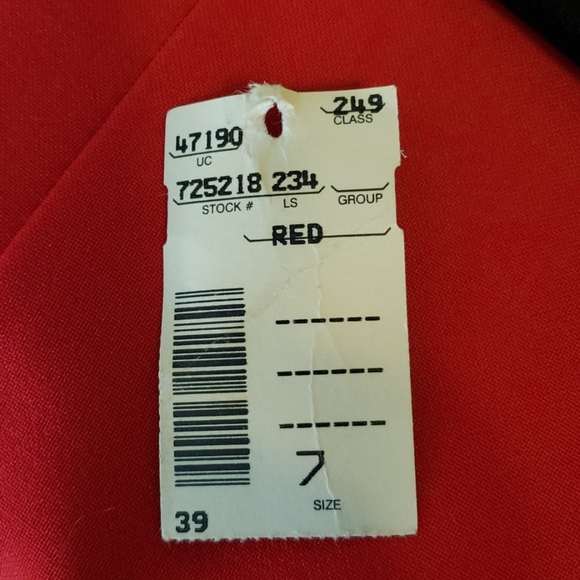 249
CLASS
47190
UC
725218 234
STOCK # LS GROUP
RED
7
SIZE
39